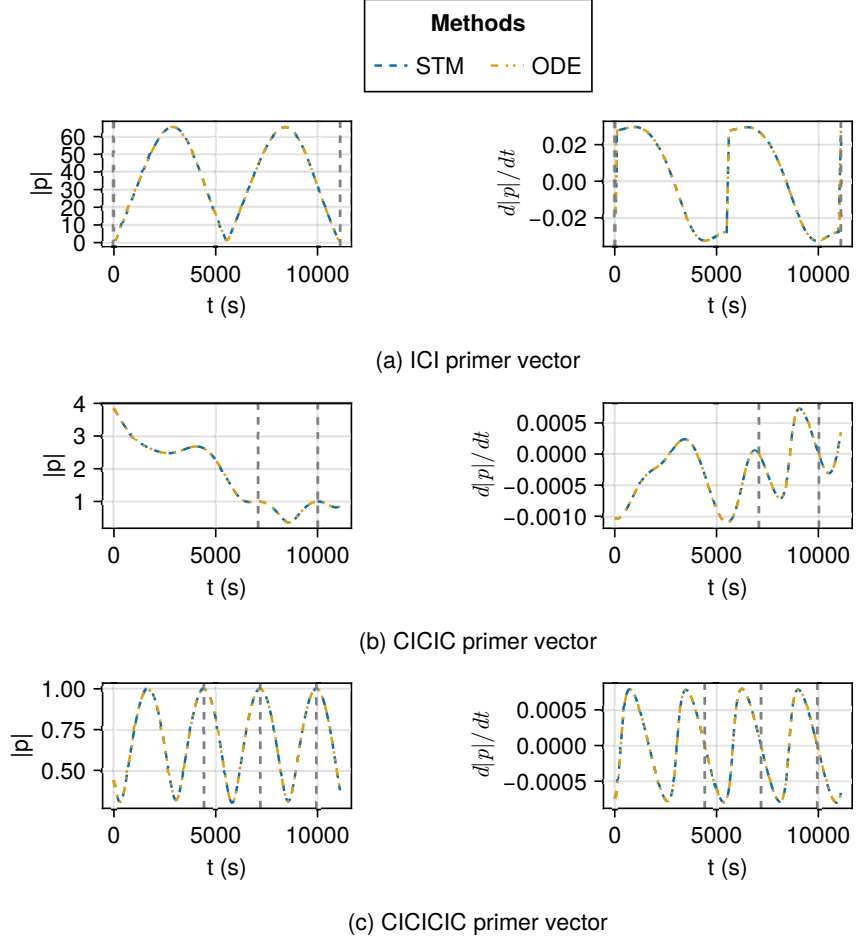 Methods
STM ODE
|p|
60
50
40
30
20
10
0
0 5000 10000
t (s)
d|p|/dt
0.02
0.00
−0.02
0 5000 10000
t (s)
(a) ICI primer vector
|p|
4
3
2
1
0 5000 10000
t (s)
d|p|/dt
0.0005
0.0000
−0.0005
−0.0010
0 5000 10000
t (s)
(b) CICIC primer vector
|p|
1.00
0.75
0.50
0 5000 10000
t (s)
d|p|/dt
0.0005
0.0000
−0.0005
0 5000 10000
t (s)
(c) CICICIC primer vector